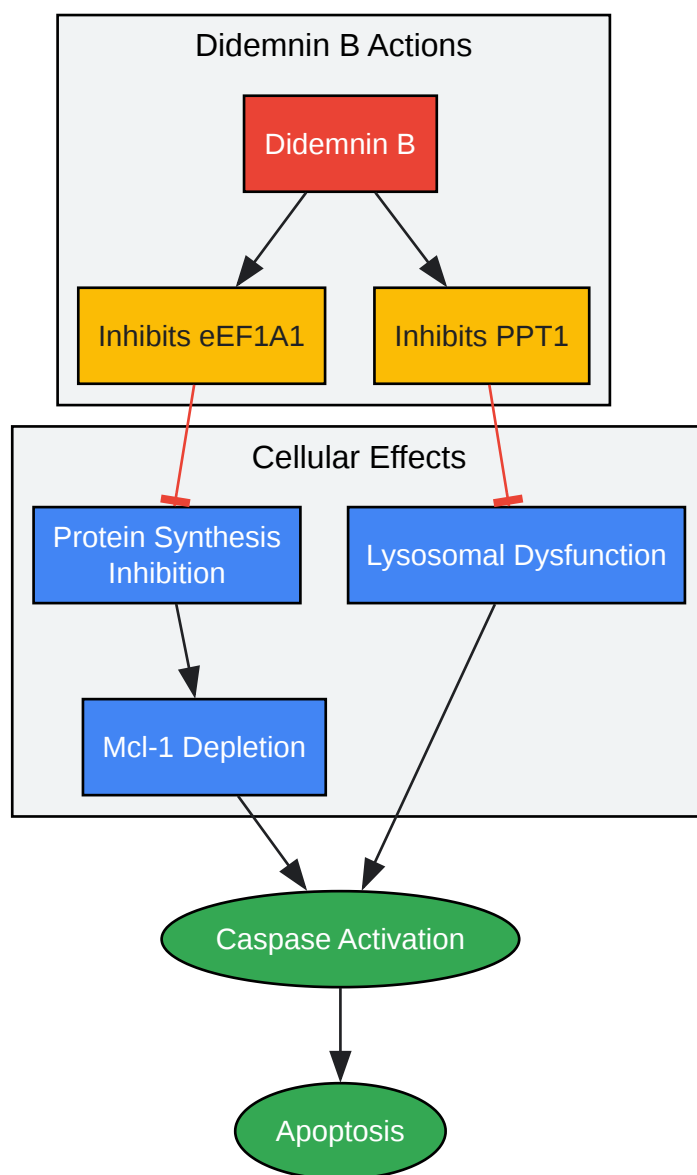 Didemnin B Actions
Didemnin B
Inhibits eEF1A1
Inhibits PPT1
Cellular Effects
Protein Synthesis
Inhibition
Lysosomal Dysfunction
Mcl-1 Depletion
Caspase Activation
Apoptosis